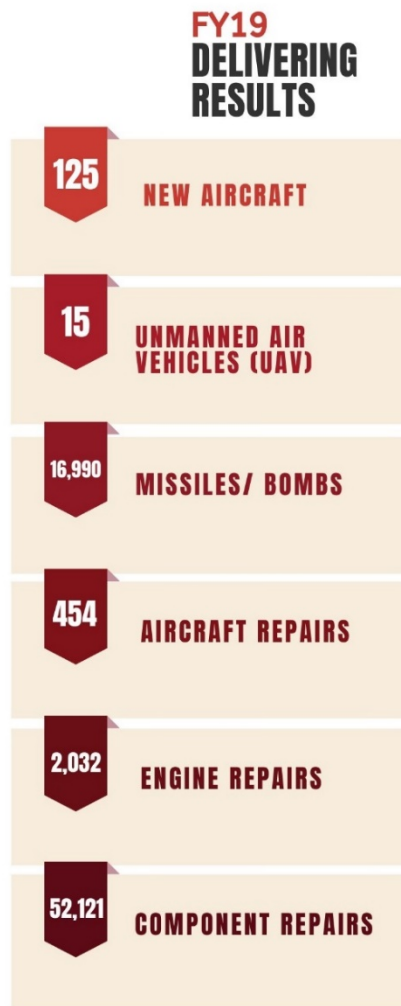 FY19
DELIVERING
RESULTS
125
NEW AIRCRAFT
15
UNMANNED AIR
VEHICLES (UAV)
16,990
MISSILES/ BOMBS
454
AIRCRAFT REPAIRS
2,032
ENGINE REPAIRS
52,121
COMPONENT REPAIRS